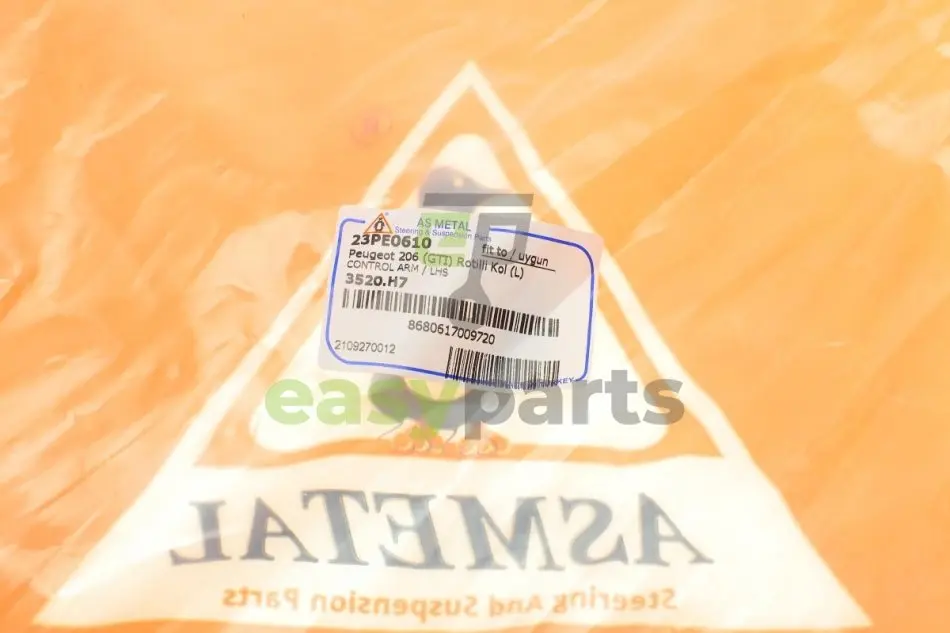 AS METAL
Steering & Suspension Parts
23PE0610
fit to / uygun
Peugeot 206 (GTI) Rotilli Kol (L)
CONTROL ARM / LHS
3520.H7
8680617009720
2109270012
easyparts
ASMETAL
Steering And Suspension Parts